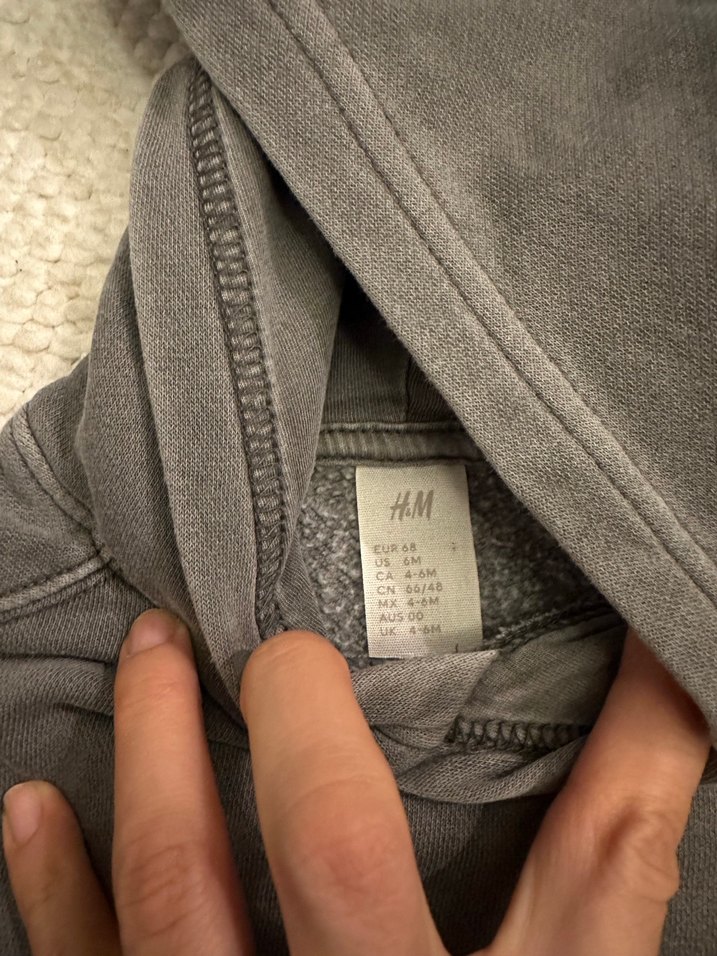 H&M
EUR 68
US 6M
CA 4-6M
CN 66/48
MX 4-6M
AUS 00
UK 4-6M